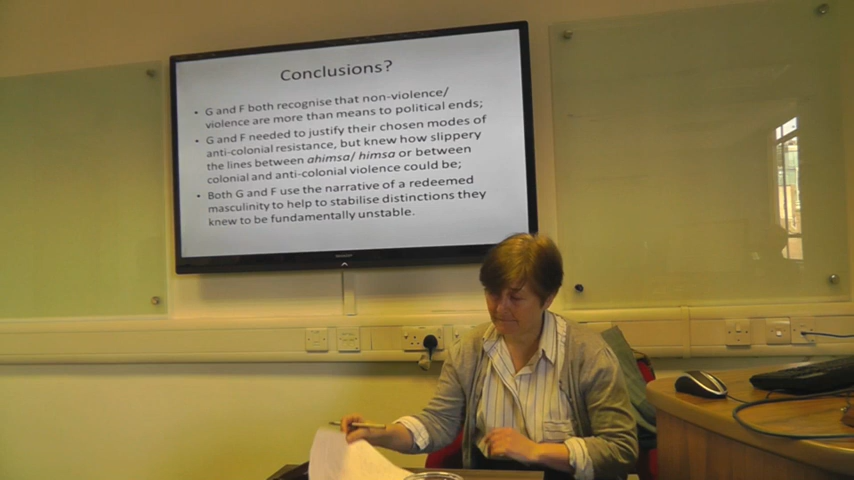 Conclusions?
• G and F both recognise that non-violence/
violence are more than means to political ends;
• G and F needed to justify their chosen modes of
anti-colonial resistance, but knew how slippery
the lines between ahimsa/ himsa or between
colonial and anti-colonial violence could be;
• Both G and F use the narrative of a redeemed
masculinity to help to stabilise distinctions they
knew to be fundamentally unstable.